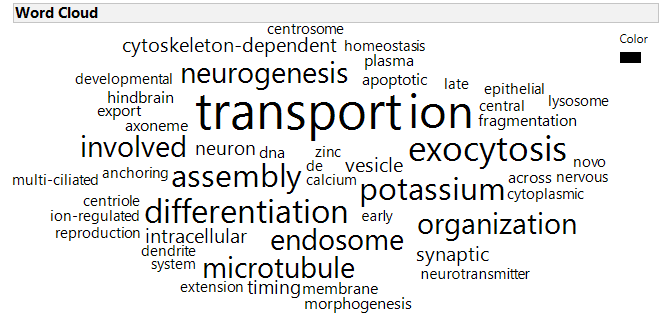 Word Cloud
Color
centrosome
cytoskeleton-dependent homeostasis
plasma
developmental neurogenesis apoptotic late
epithelial
hindbrain
export
transport ion central lysosome
axoneme
fragmentation
involved neuron dna zinc exocytosis
de vesicle novo
multi-ciliated anchoring assembly calcium across nervous
potassium cytoplasmic
centriole
ion-regulated differentiation early organization
reproduction intracellular endosome
dendrite
synaptic
system microtubule neurotransmitter
extension timing membrane
morphogenesis